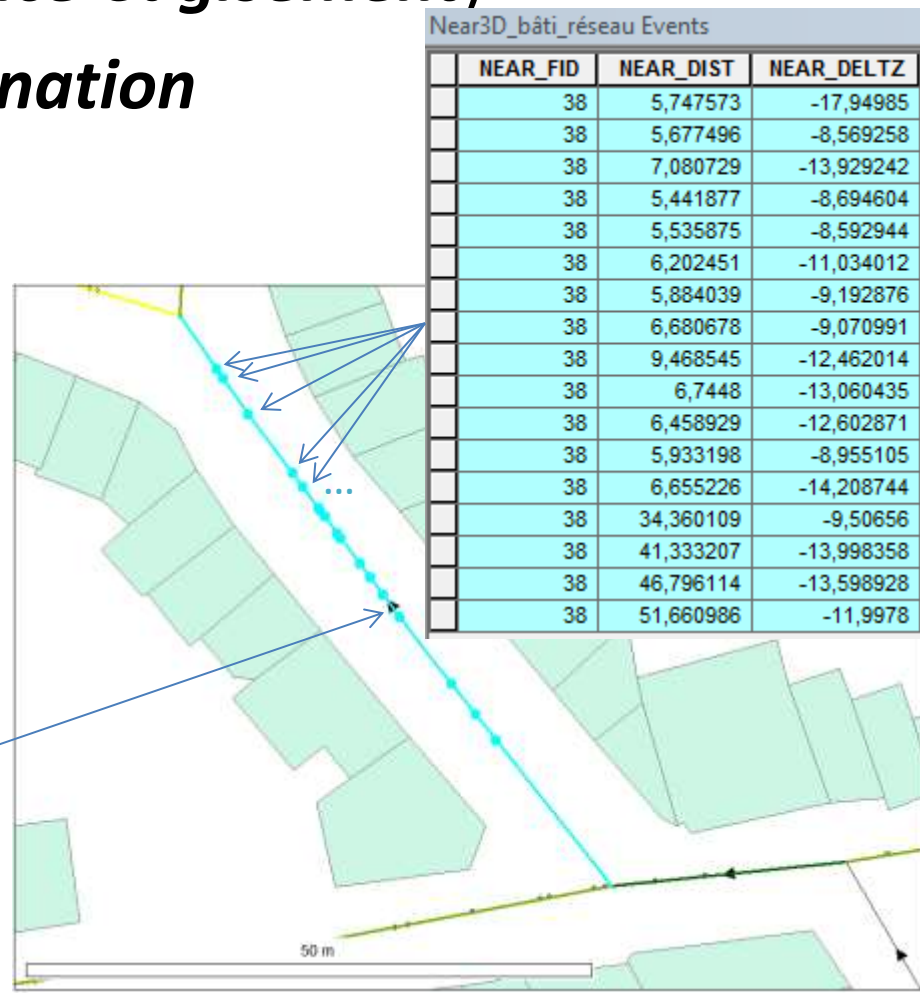 nation
Near3D_bâti_réseau Events
NEAR_FID NEAR_DIST NEAR_DELTZ
38 5,747573 -17,94985
38 5,677496 -8,569258
38 7,080729 -13,929242
38 5,441877 -8,694604
38 5,535875 -8,592944
38 6,202451 -11,034012
38 5,884039 -9,192876
38 6,680678 -9,070991
38 9,468545 -12,462014
38 6,7448 -13,060435
38 6,458929 -12,602871
38 5,933198 -8,955105
38 6,655226 -14,208744
38 34,360109 -9,50656
38 41,333207 -13,998358
38 46,796114 -13,598928
38 51,660986 -11,9978
...
50 m